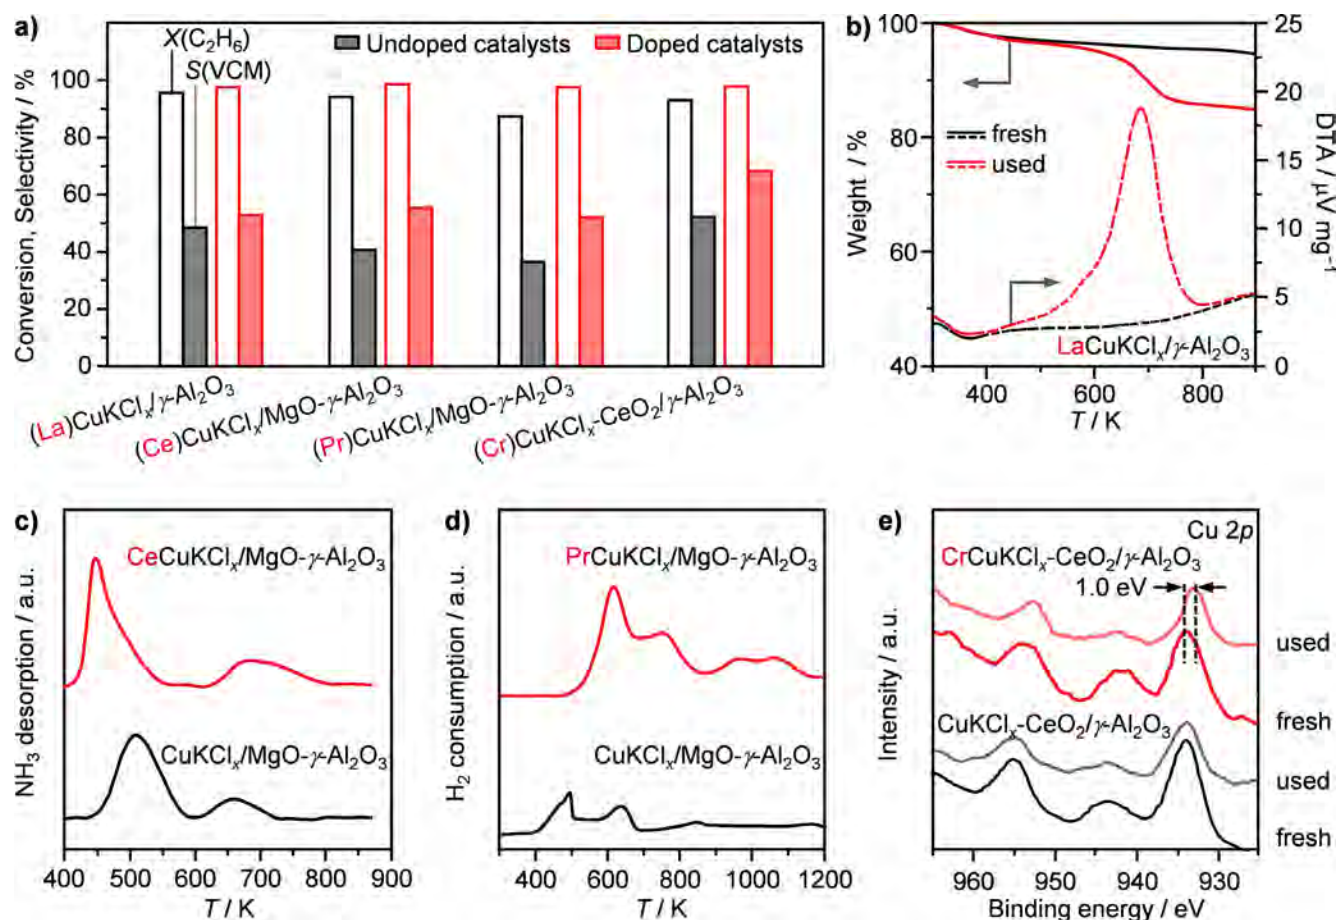 a)
X(C₂H₆)
S(VCM)
Undoped catalysts
Doped catalysts
Conversion, Selectivity / %
100
80
60
40
20
0
(La)CuKClₓ/γ-Al₂O₃
(Ce)CuKClₓ/MgO-γ-Al₂O₃
(Pr)CuKClₓ/MgO-γ-Al₂O₃
(Cr)CuKClₓ-CeO₂/γ-Al₂O₃
b)
Weight / %
100
90
80
70
60
50
40
fresh
used
LaCuKClₓ/γ-Al₂O₃
25
20
15
10
5
0
DTA / μV mg⁻¹
400 600 800
T / K
c)
NH₃ desorption / a.u.
CeCuKClₓ/MgO-γ-Al₂O₃
CuKClₓ/MgO-γ-Al₂O₃
400 500 600 700 800 900
T / K
d)
H₂ consumption / a.u.
PrCuKClₓ/MgO-γ-Al₂O₃
CuKClₓ/MgO-γ-Al₂O₃
400 600 800 1000 1200
T / K
e)
Intensity / a.u.
Cu 2p
CrCuKClₓ-CeO₂/γ-Al₂O₃
1.0 eV
used
fresh
CuKClₓ-CeO₂/γ-Al₂O₃
used
fresh
960 950 940 930
Binding energy / eV